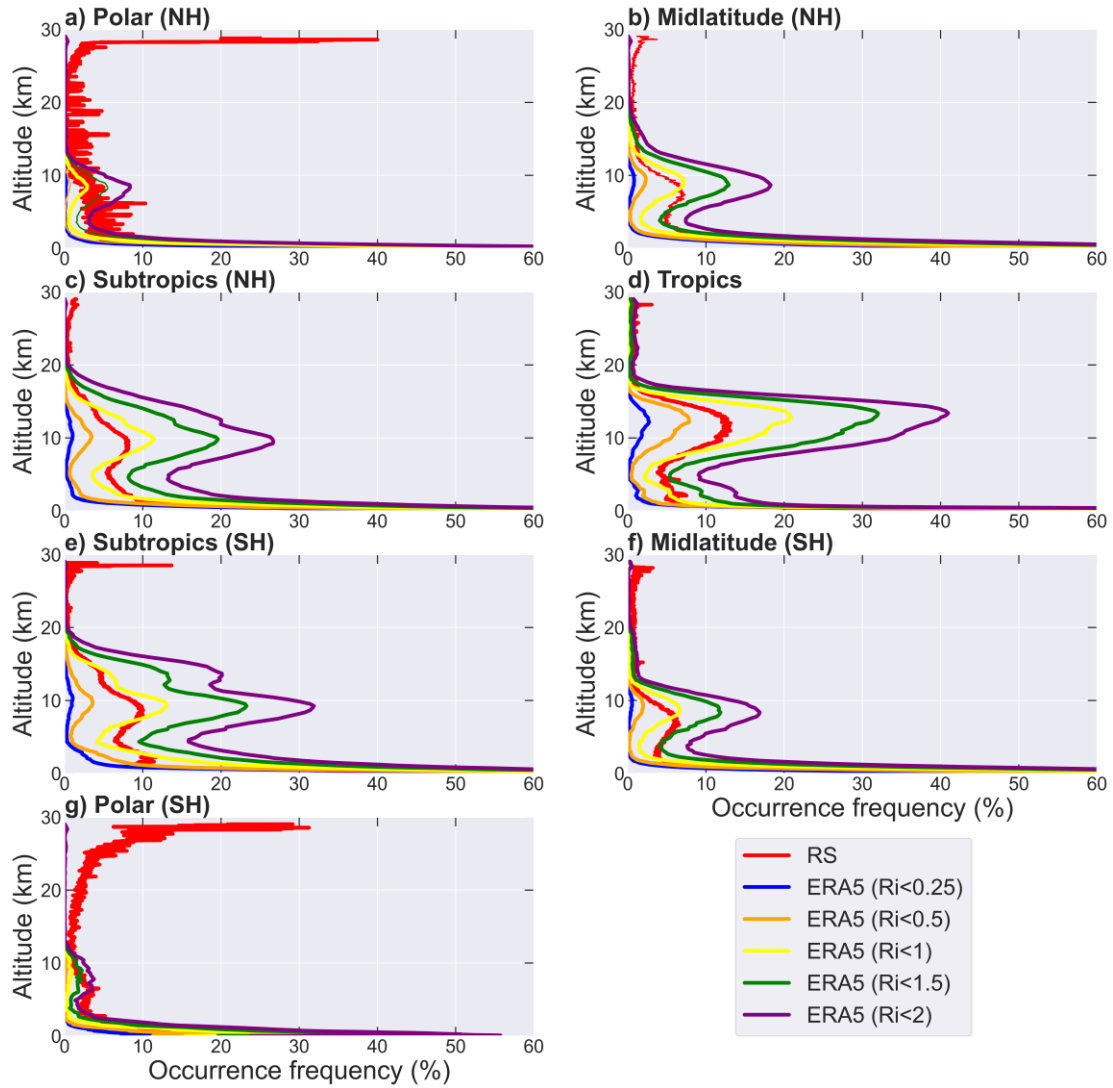 a) Polar (NH)
30
20
10
0
Altitude (km)
0 10 20 30 40 50 60
b) Midlatitude (NH)
30
20
10
0
Altitude (km)
0 10 20 30 40 50 60
c) Subtropics (NH)
30
20
10
0
Altitude (km)
0 10 20 30 40 50 60
d) Tropics
30
20
10
0
Altitude (km)
0 10 20 30 40 50 60
e) Subtropics (SH)
30
20
10
0
Altitude (km)
0 10 20 30 40 50 60
f) Midlatitude (SH)
30
20
10
0
Altitude (km)
0 10 20 30 40 50 60
Occurrence frequency (%)
g) Polar (SH)
30
20
10
0
Altitude (km)
0 10 20 30 40 50 60
Occurrence frequency (%)
RS
ERA5 (Ri<0.25)
ERA5 (Ri<0.5)
ERA5 (Ri<1)
ERA5 (Ri<1.5)
ERA5 (Ri<2)